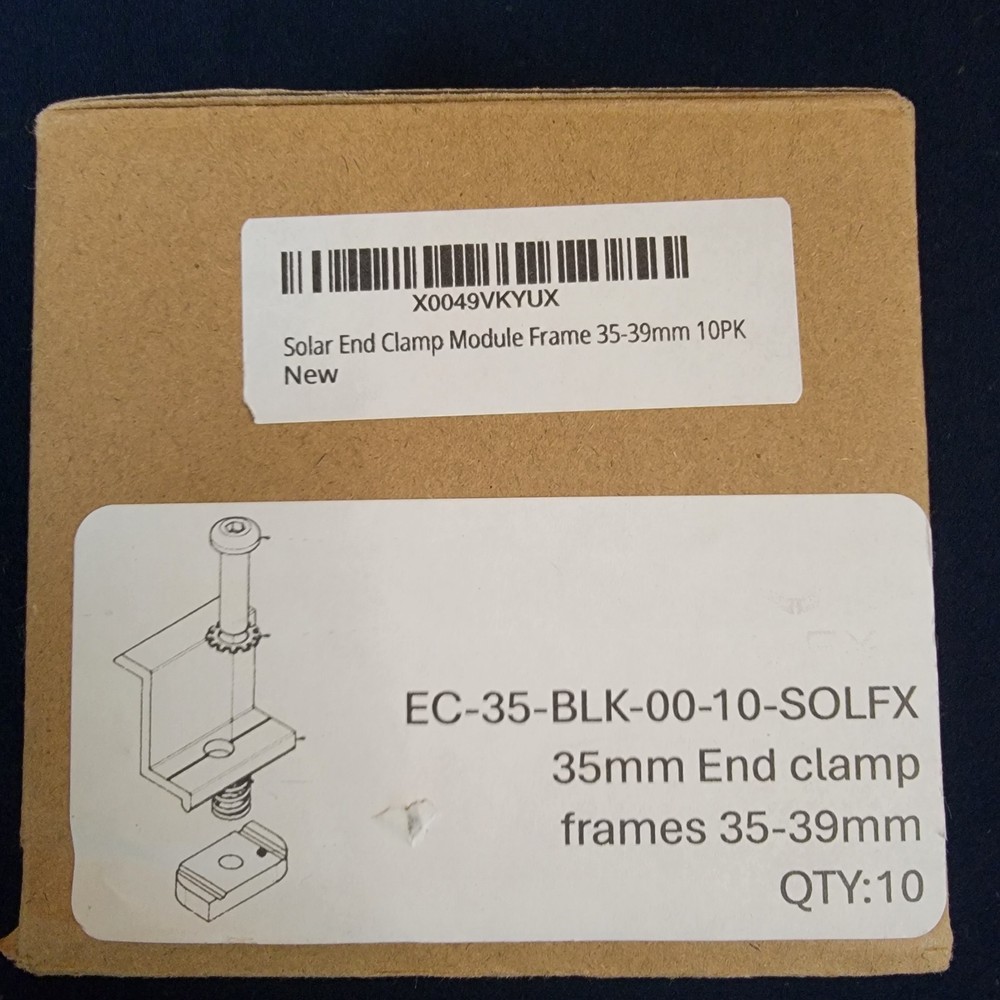 X0049VKYUX
Solar End Clamp Module Frame 35-39mm 10PK
New
EC-35-BLK-00-10-SOLFX
35mm End clamp
frames 35-39mm
QTY:10